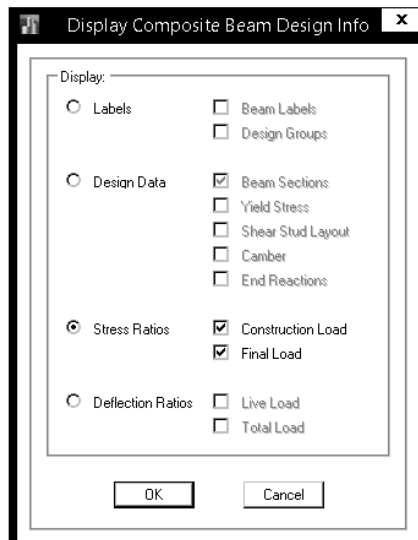 Display Composite Beam Design Info x
Display:
Labels Beam Labels
Design Groups
Design Data Beam Sections
Yield Stress
Shear Stud Layout
Camber
End Reactions
Stress Ratios Construction Load
Final Load
Deflection Ratios Live Load
Total Load
OK Cancel